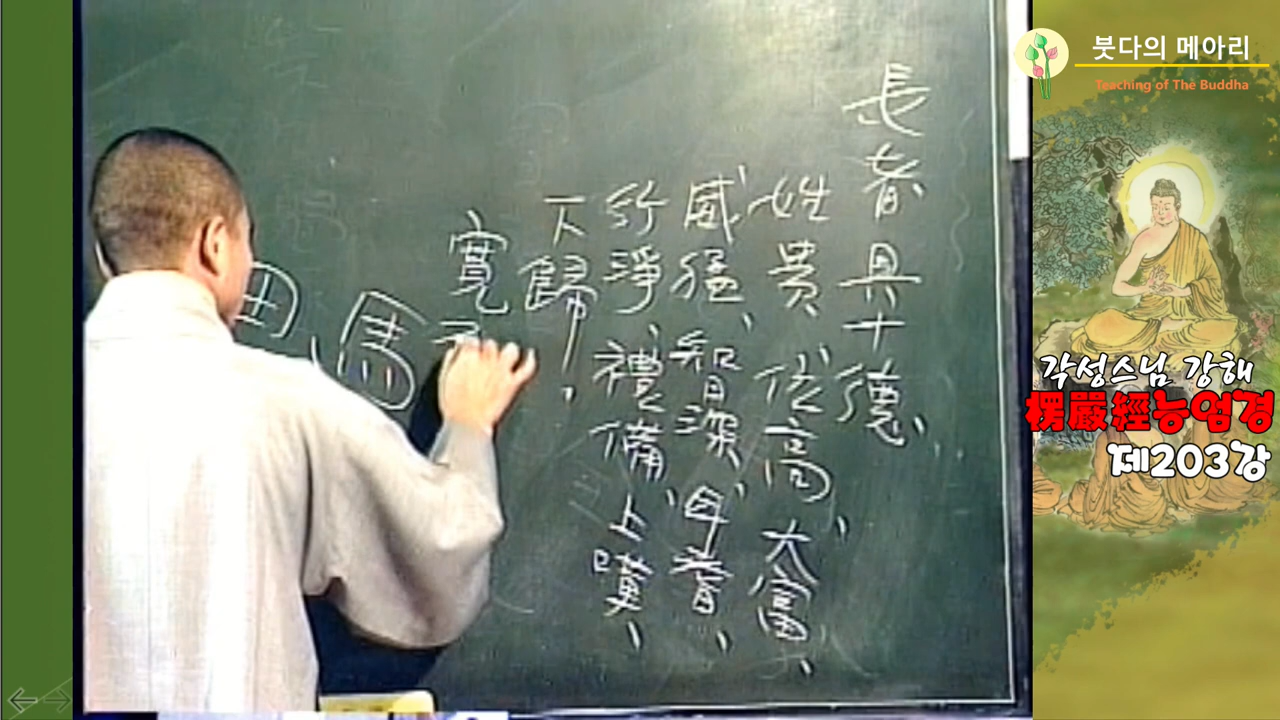 長者具十德、
姓貴、位高、大富、
威猛、智深、年耆、
行淨、禮備、上嘆、
下歸、
馬
붓다의 메아리
Teaching of The Buddha
각성스님 강해
楞嚴經능엄경
제203강